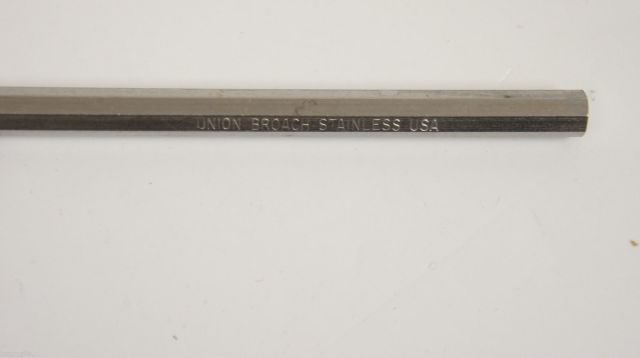 UNION BROACH STAINLESS USA